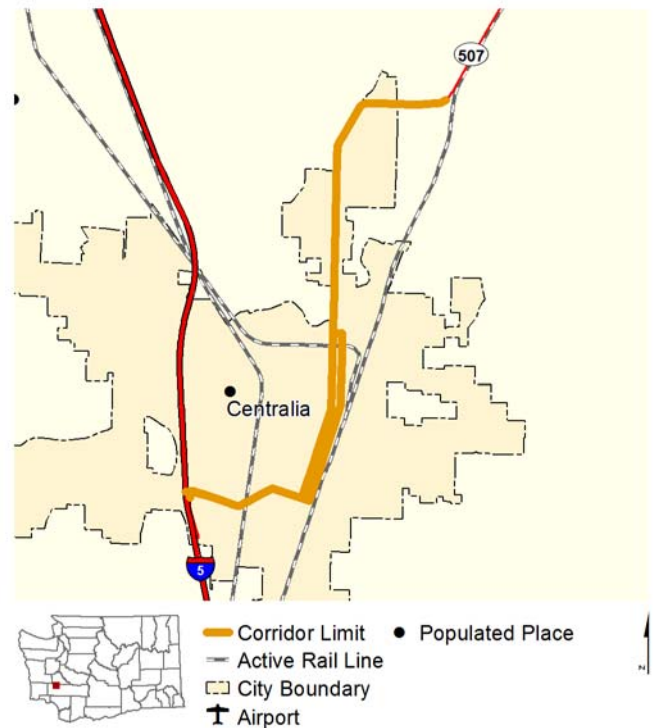 507
Centralia
5
Corridor Limit
Populated Place
Active Rail Line
City Boundary
Airport
N